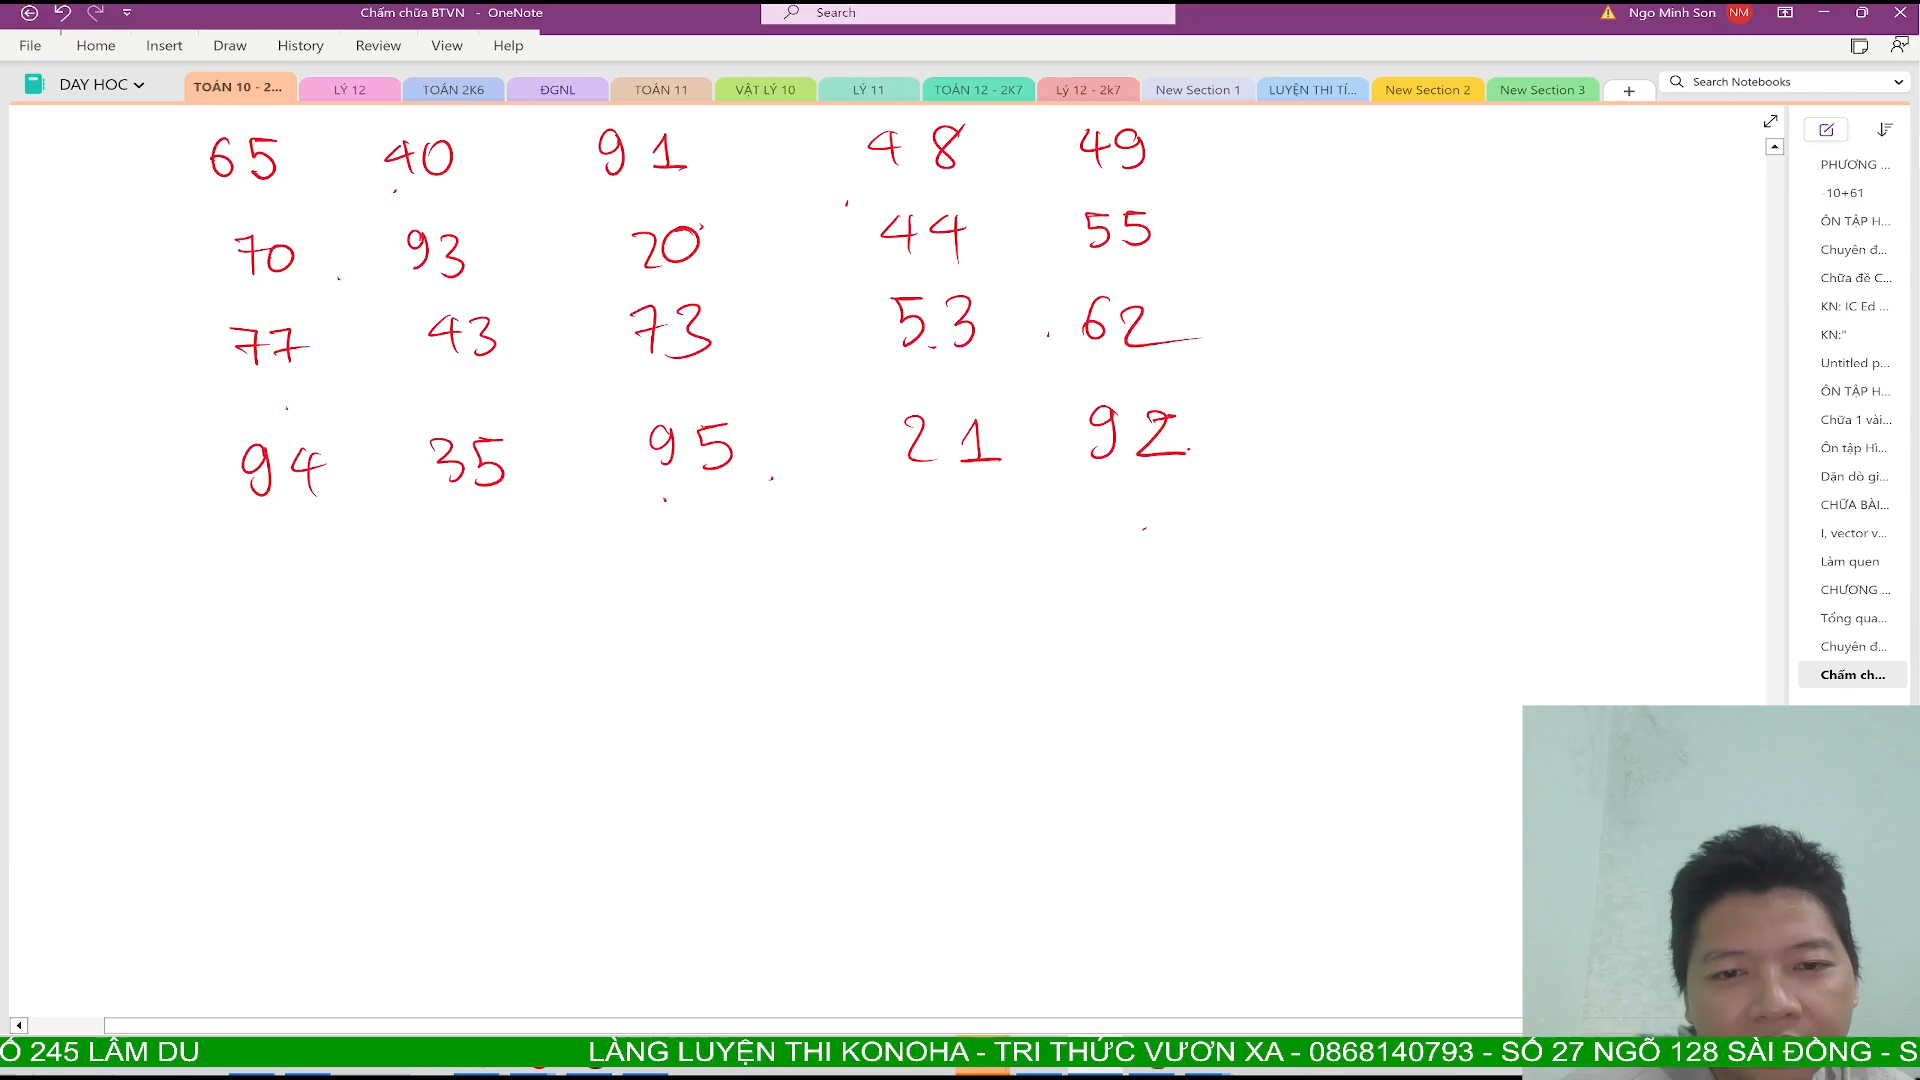 Chấm chữa BTVN - OneNote
Search
Ngo Minh Son NM
File Home Insert Draw History Review View Help
DAY HOC
TOÁN 10 - 2... LÝ 12 TOÁN 2K6 ĐGNL TOÁN 11 VẬT LÝ 10 LÝ 11 TOÁN 12 - 2K7 Lý 12 - 2k7 New Section 1 LUYỆN THI TÍ... New Section 2 New Section 3 +
Search Notebooks
65 40 91 48 49
70 93 20 44 55
77 43 73 53 62
94 35 95 21 92
PHƯƠNG ...
-10+61
ÔN TẬP H...
Chuyên đ...
Chữa đề C...
KN: IC Ed ...
KN:"
Untitled p...
ÔN TẬP H...
Chữa 1 vài...
Ôn tập Hì...
Dặn dò gi...
CHỮA BÀI...
I, vector v...
Làm quen
CHƯƠNG ...
Tổng qua...
Chuyên đ...
Chấm ch...
Ố 245 LÂM DU LÀNG LUYỆN THI KONOHA - TRI THỨC VƯƠN XA - 0868140793 - SỐ 27 NGÕ 128 SÀI ĐỒNG - S